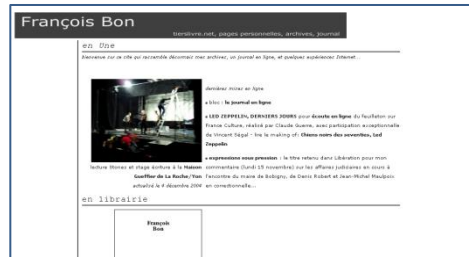 François Bon
tierslivre.net, pages personnelles, archives, journal
en Une
Bienvenue sur ce site qui rassemble désormais mes archives, un journal en ligne, et quelques expériences Internet...
dernières mises en ligne
bloc : le journal en ligne
LED ZEPPELIN, DERNIERS JOURS pour écoute en ligne du feuilleton sur
France Culture, réalisé par Claude Guerre, avec participation exceptionnelle
de Vincent Ségal - lire le making of: Chiens noirs des seventies, Led
Zeppelin
expressions sous pression : le titre retenu dans Libération pour mon
commentaire (lundi 15 novembre) sur les affaires judiciaires en cours à
l'encontre du maire de Bobigny, de Denis Robert et Jean-Michel Maulpoix
en correctionnelle...
lecture Stones et stage écriture à la Maison
Gueffier de La Roche/Yon
actualisé le 4 décembre 2004
en librairie
François
Bon